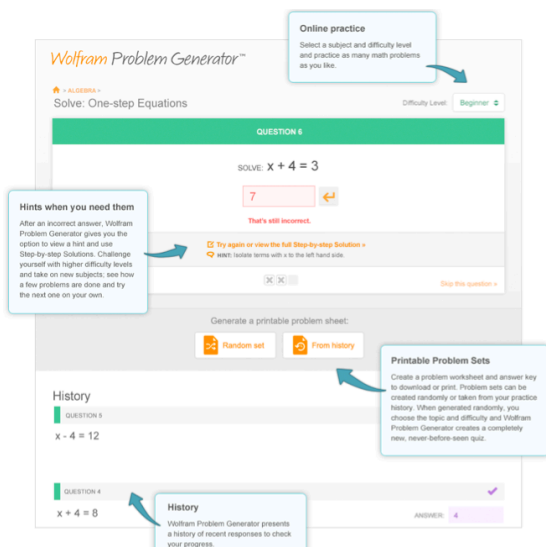 Online practice
Select a subject and difficulty level
and practice as many math problems
as you like.
Wolfram Problem Generator™
» ALGEBRA »
Solve: One-step Equations
Difficulty Level: Beginner
QUESTION 6
SOLVE: x + 4 = 3
7
That's still incorrect.
Hints when you need them
After an incorrect answer, Wolfram
Problem Generator gives you the
option to view a hint and use
Step-by-step Solutions. Challenge
yourself with higher difficulty levels
and take on new subjects; see how
a few problems are done and try
the next one on your own.
Try again or view the full Step-by-step Solution »
HINT: Isolate terms with x to the left hand side.
Skip this question »
Generate a printable problem sheet:
Random set
From history
Printable Problem Sets
Create a problem worksheet and answer key
to download or print. Problem sets can be
created randomly or taken from your practice
history. When generated randomly, you
choose the topic and difficulty and Wolfram
Problem Generator creates a completely
new, never-before-seen quiz.
History
QUESTION 5
x - 4 = 12
QUESTION 4
x + 4 = 8
ANSWER: 4
History
Wolfram Problem Generator presents
a history of recent responses to check
your progress.